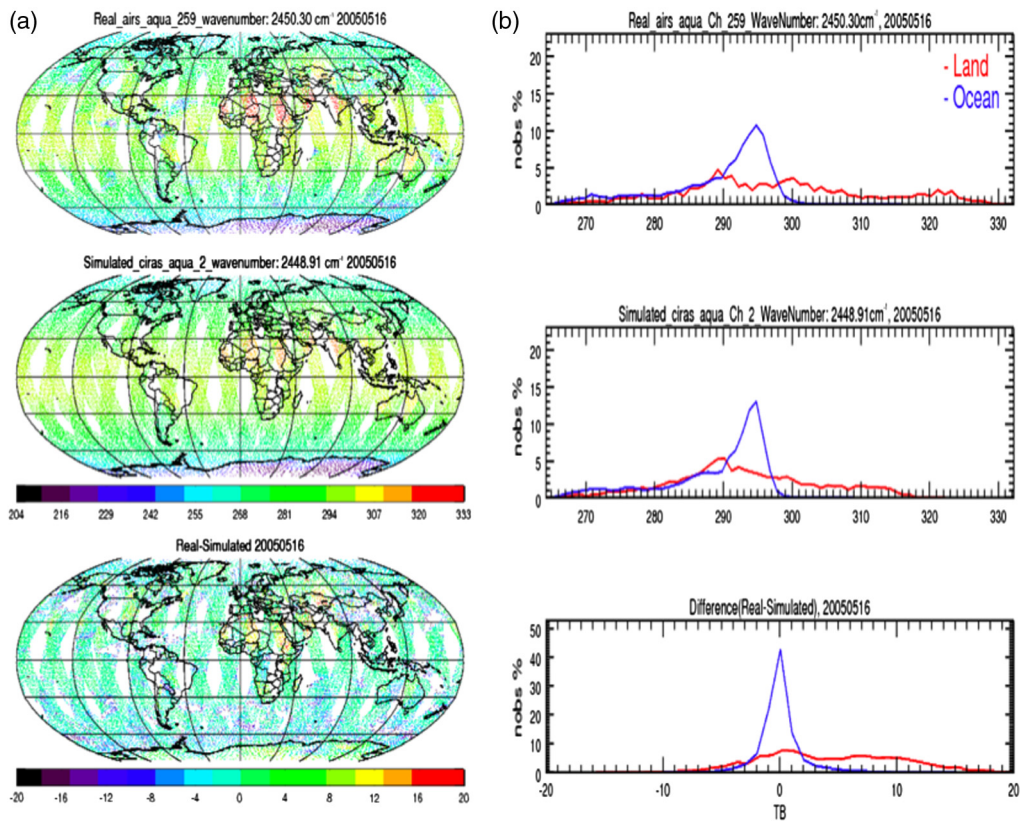 (a)
Real_airs_aqua_259_wavenumber: 2450.30 cm⁻¹ 20050516
Simulated_ciras_aqua_2_wavenumber: 2448.91 cm⁻¹ 20050516
204 216 229 242 255 268 281 294 307 320 333
Real-Simulated 20050516
-20 -16 -12 -8 -4 0 4 8 12 16 20
(b)
Real_airs_aqua_Ch_259_WaveNumber: 2450.30cm⁻¹, 20050516
- Land
- Ocean
nobs %
20
15
10
5
0
270 280 290 300 310 320 330
Simulated_ciras_aqua_Ch_2_WaveNumber: 2448.91cm⁻¹, 20050516
nobs %
20
15
10
5
0
270 280 290 300 310 320 330
Difference(Real-Simulated), 20050516
nobs %
50
40
30
20
10
0
-20 -10 0 10 20
TB